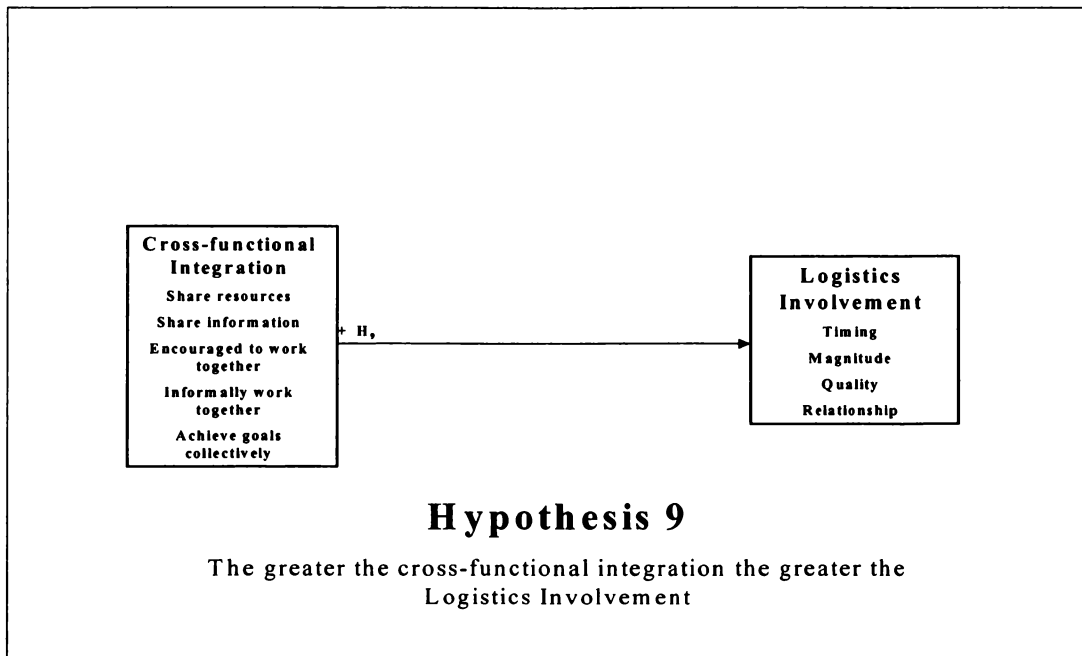 Cross-functional
Integration
Share resources
Share information
Encouraged to work
together
Informally work
together
Achieve goals
collectively
+ H₉
Logistics
Involvement
Timing
Magnitude
Quality
Relationship
Hypothesis 9
The greater the cross-functional integration the greater the
Logistics Involvement